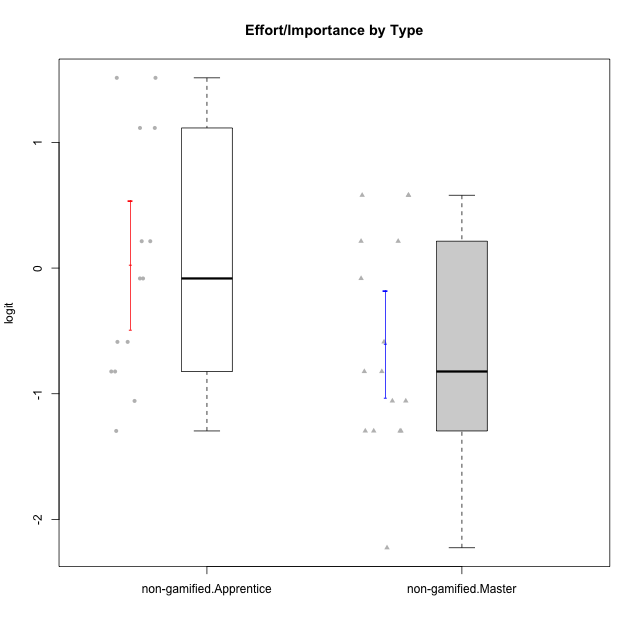 Effort/Importance by Type
logit
1
0
-1
-2
non-gamified.Apprentice
non-gamified.Master